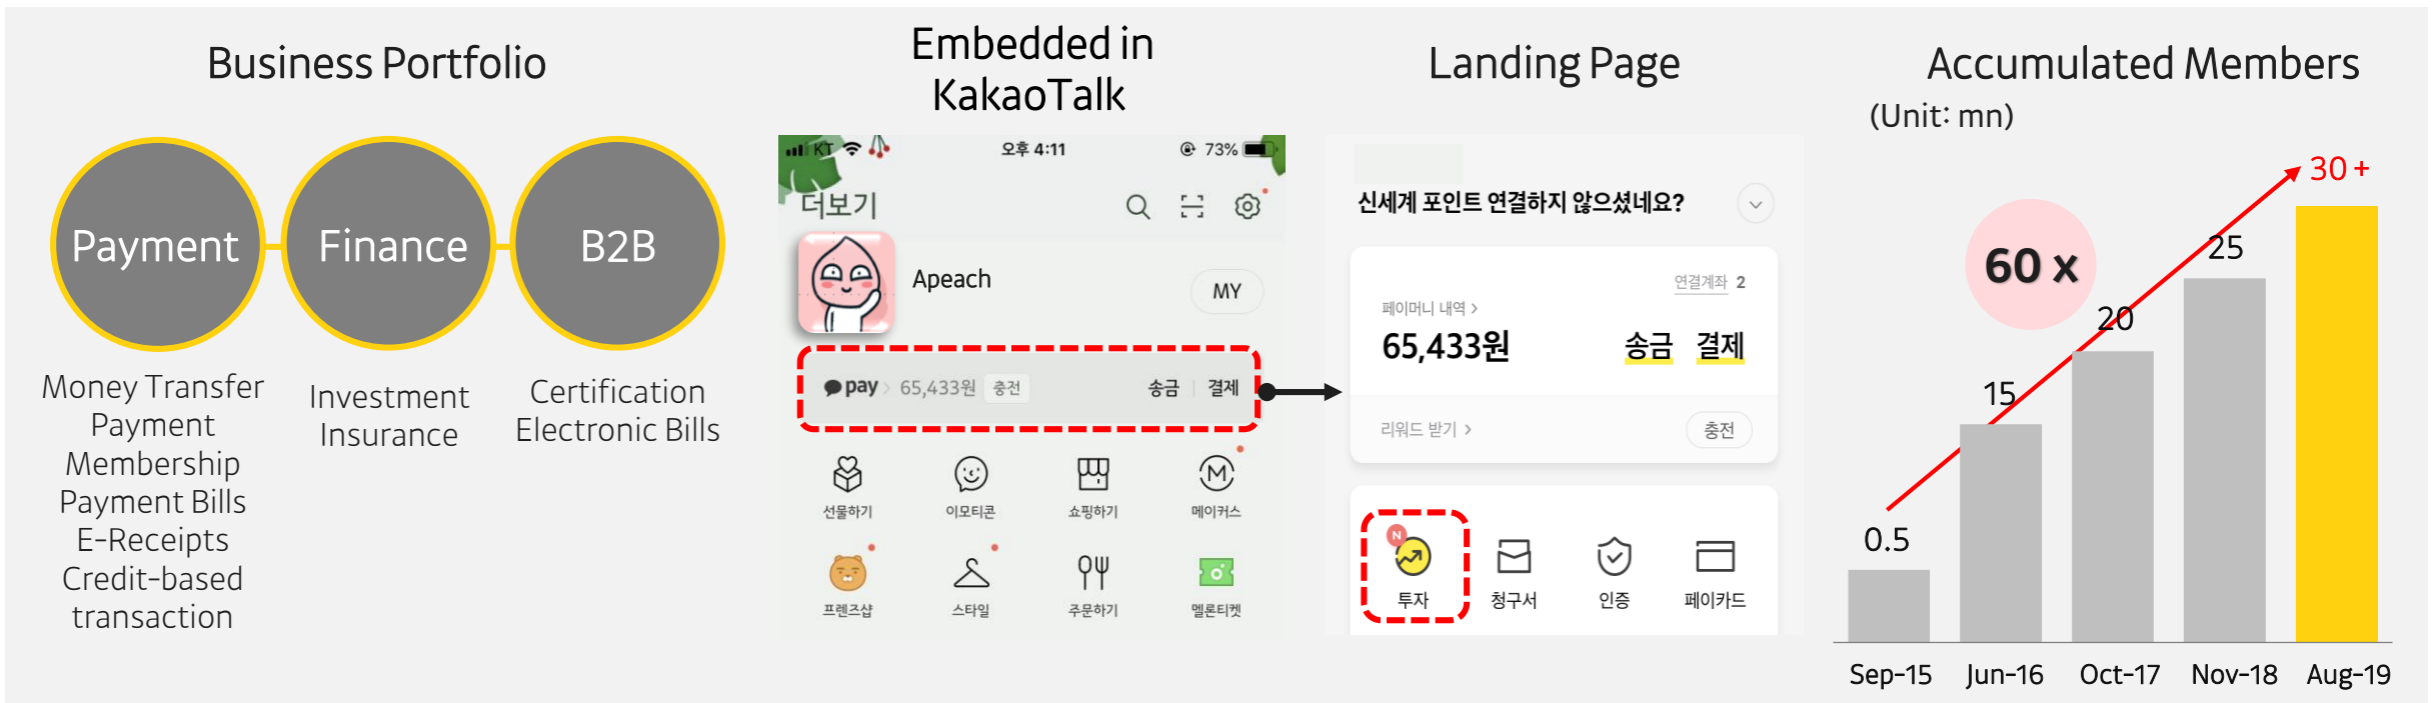 Business Portfolio
Payment
Finance
B2B
Money Transfer
Payment
Membership
Payment Bills
E-Receipts
Credit-based
transaction
Investment
Insurance
Certification
Electronic Bills
Embedded in
KakaoTalk
KT 오후 4:11 73%
더보기
Apeach
MY
pay > 65,433원 충전 송금 결제
선물하기 이모티콘 쇼핑하기 메이커스
프렌즈샵 스타일 주문하기 멜론티켓
Landing Page
신세계 포인트 연결하지 않으셨네요?
연결계좌 2
페이머니 내역 >
65,433원 송금 결제
리워드 받기 > 충전
N
투자 청구서 인증 페이카드
Accumulated Members
(Unit: mn)
30+
60 x
25
20
15
0.5
Sep-15 Jun-16 Oct-17 Nov-18 Aug-19